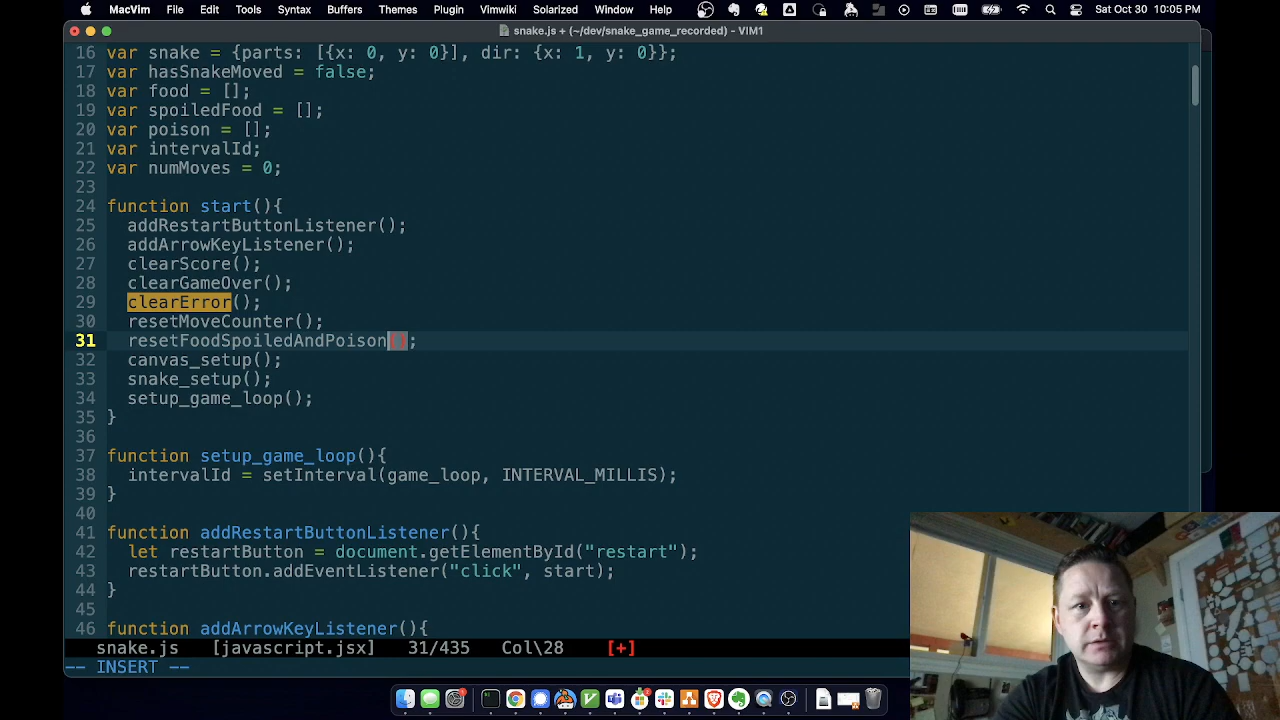 MacVim File Edit Tools Syntax Buffers Themes Plugin Vimwiki Solarized Window Help Sat Oct 30 10:05 PM
snake.js + (~/dev/snake_game_recorded) - VIM1
16 var snake = {parts: [{x: 0, y: 0}], dir: {x: 1, y: 0}};
17 var hasSnakeMoved = false;
18 var food = [];
19 var spoiledFood = [];
20 var poison = [];
21 var intervalId;
22 var numMoves = 0;
23
24 function start(){
25 addRestartButtonListener();
26 addArrowKeyListener();
27 clearScore();
28 clearGameOver();
29 clearError();
30 resetMoveCounter();
31 resetFoodSpoiledAndPoison();
32 canvas_setup();
33 snake_setup();
34 setup_game_loop();
35 }
36
37 function setup_game_loop(){
38 intervalId = setInterval(game_loop, INTERVAL_MILLIS);
39 }
40
41 function addRestartButtonListener(){
42 let restartButton = document.getElementById("restart");
43 restartButton.addEventListener("click", start);
44 }
45
46 function addArrowKeyListener(){
snake.js [javascript.jsx] 31/435 Col\28 [+]
-- INSERT --